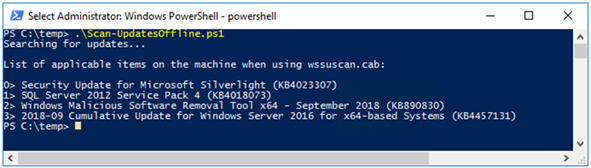 Select Administrator: Windows PowerShell - powershell
PS C:\temp> .\Scan-UpdatesOffline.ps1
Searching for updates...
List of applicable items on the machine when using wssuscan.cab:
0> Security Update for Microsoft Silverlight (KB4023307)
1> SQL Server 2012 Service Pack 4 (KB4018073)
2> Windows Malicious Software Removal Tool x64 - September 2018 (KB890830)
3> 2018-09 Cumulative Update for Windows Server 2016 for x64-based Systems (KB4457131)
PS C:\temp>